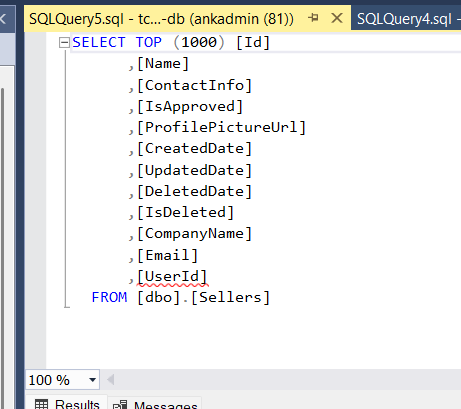 SQLQuery5.sql - tc...-db (ankadmin (81))
SQLQuery4.sql -
SELECT TOP (1000) [Id]
,[Name]
,[ContactInfo]
,[IsApproved]
,[ProfilePictureUrl]
,[CreatedDate]
,[UpdatedDate]
,[DeletedDate]
,[IsDeleted]
,[CompanyName]
,[Email]
,[UserId]
FROM [dbo].[Sellers]
100 %
Results
Messages